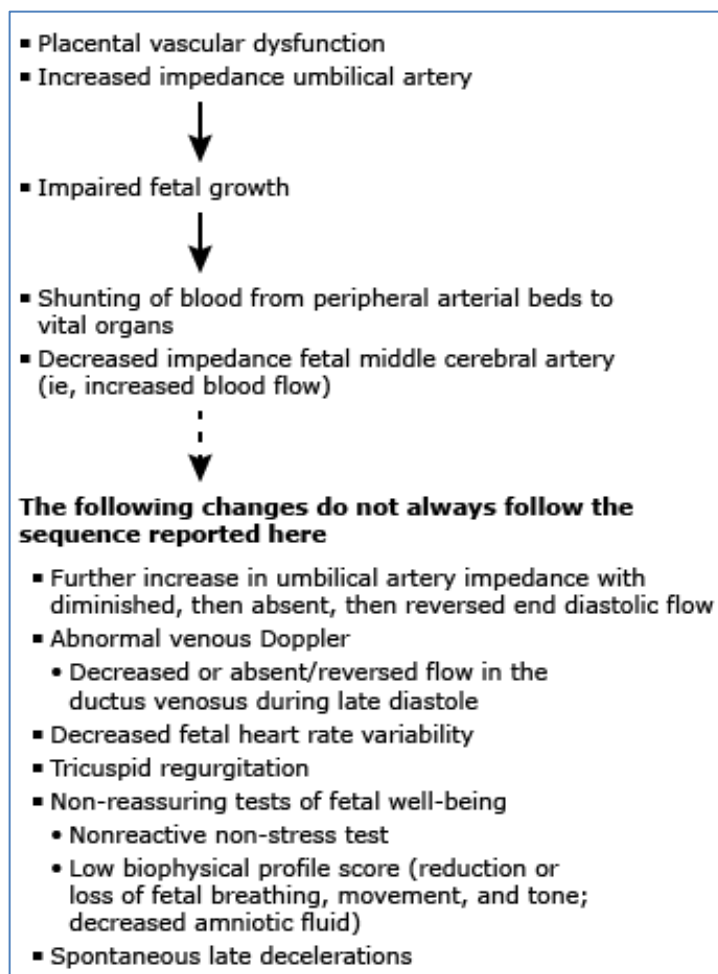 ▪ Placental vascular dysfunction
▪ Increased impedance umbilical artery
▪ Impaired fetal growth
▪ Shunting of blood from peripheral arterial beds to
vital organs
▪ Decreased impedance fetal middle cerebral artery
(ie, increased blood flow)
The following changes do not always follow the
sequence reported here
▪ Further increase in umbilical artery impedance with
diminished, then absent, then reversed end diastolic flow
▪ Abnormal venous Doppler
• Decreased or absent/reversed flow in the
ductus venosus during late diastole
▪ Decreased fetal heart rate variability
▪ Tricuspid regurgitation
▪ Non-reassuring tests of fetal well-being
• Nonreactive non-stress test
• Low biophysical profile score (reduction or
loss of fetal breathing, movement, and tone;
decreased amniotic fluid)
▪ Spontaneous late decelerations